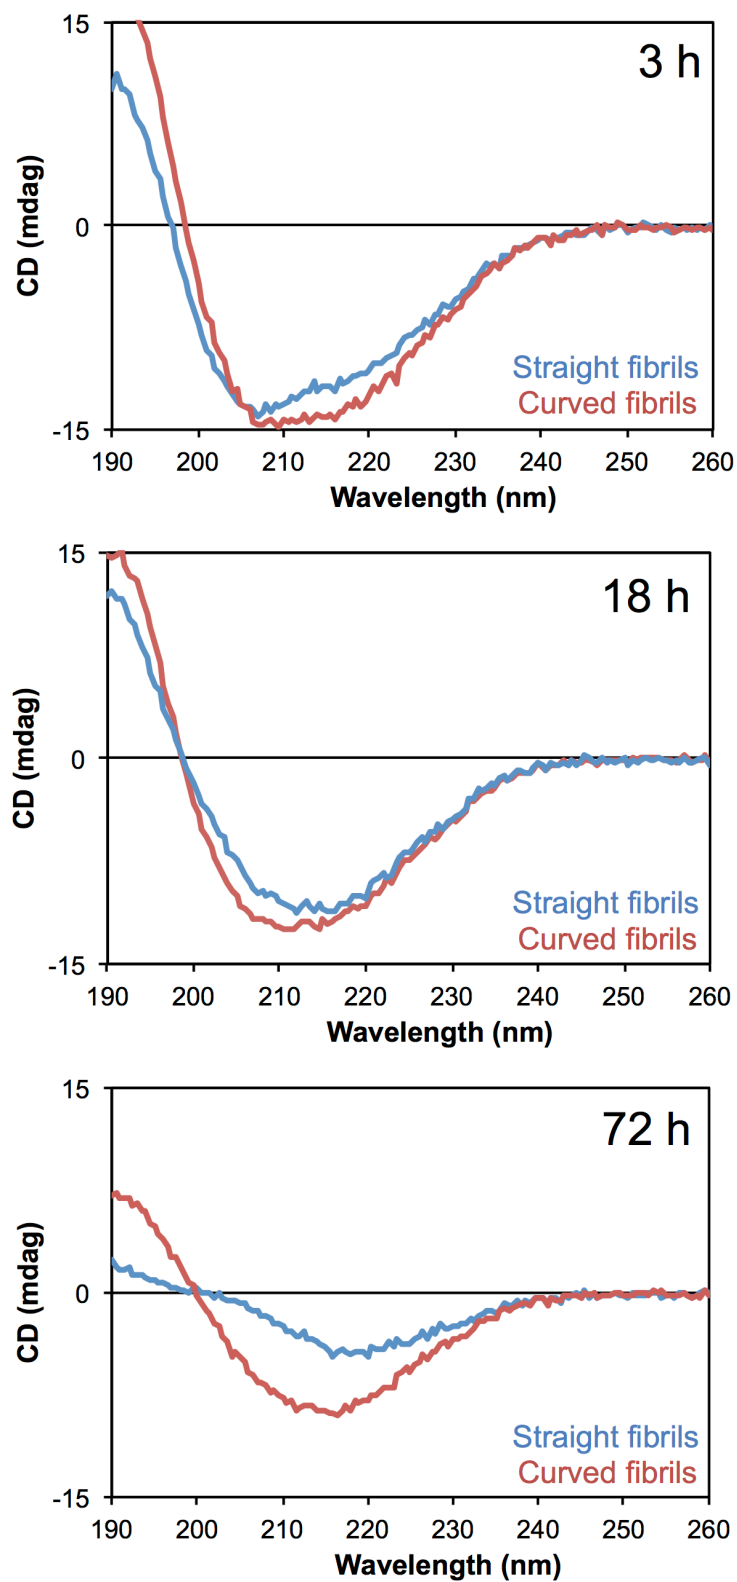 15
3 h
CD (mdag)
0
Straight fibrils
Curved fibrils
-15
190 200 210 220 230 240 250 260
Wavelength (nm)
15
18 h
CD (mdag)
0
Straight fibrils
Curved fibrils
-15
190 200 210 220 230 240 250 260
Wavelength (nm)
15
72 h
CD (mdag)
0
Straight fibrils
Curved fibrils
-15
190 200 210 220 230 240 250 260
Wavelength (nm)